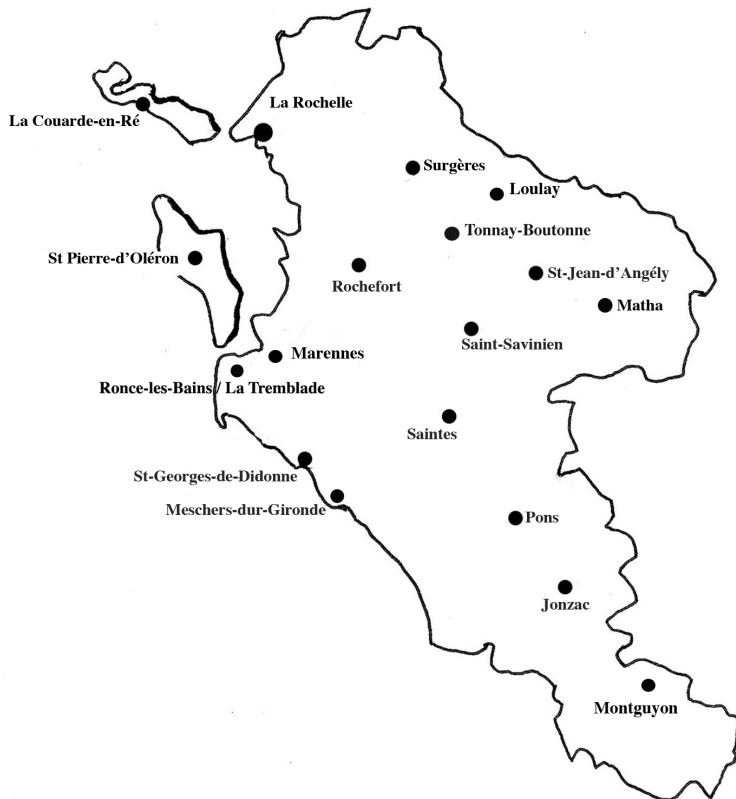 La Rochelle
La Couarde-en-Ré
Surgères
Loulay
Tonnay-Boutonne
St Pierre-d'Oléron
St-Jean-d'Angély
Rochefort
Matha
Saint-Savinien
Marennes
Ronce-les-Bains / La Tremblade
Saintes
St-Georges-de-Didonne
Meschers-dur-Gironde
Pons
Jonzac
Montguyon